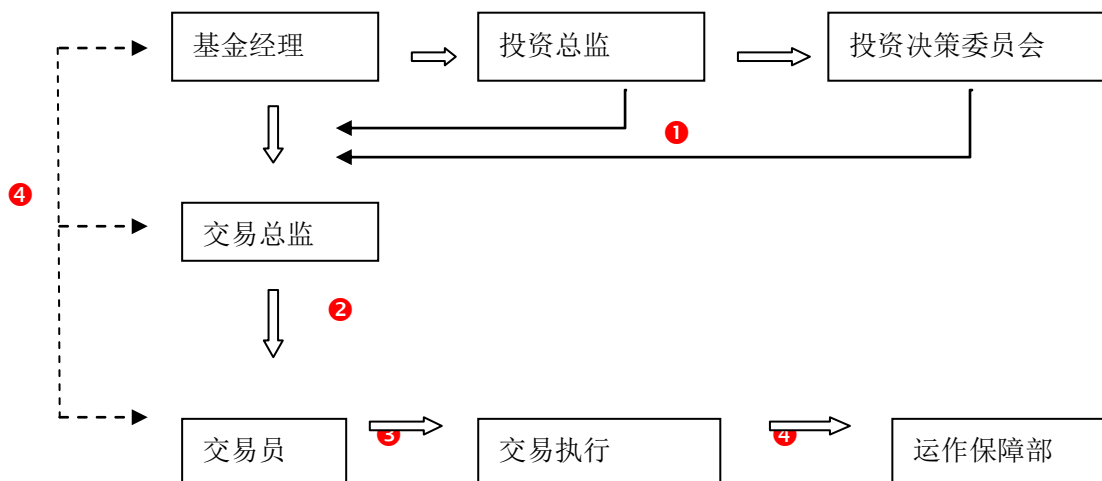 基金经理
投资总监
投资决策委员会
❶
❹
交易总监
❷
交易员
❸
交易执行
❹
运作保障部